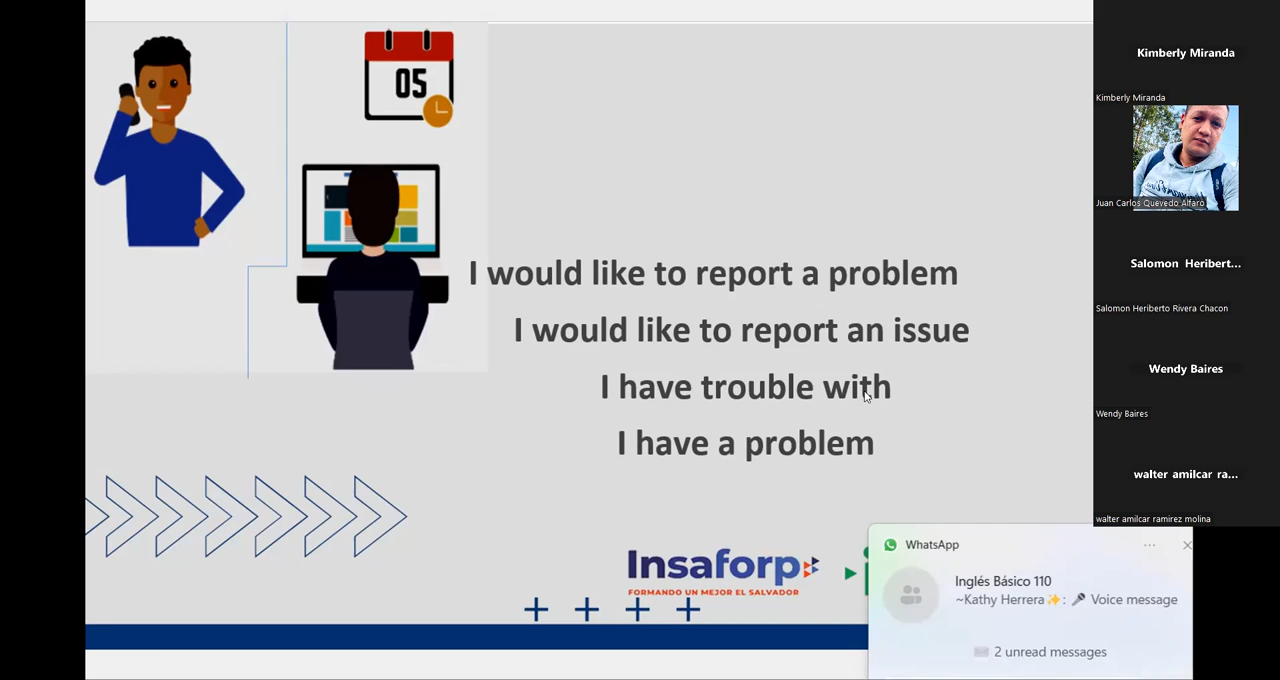 05
I would like to report a problem
I would like to report an issue
I have trouble with
I have a problem
Insaforp
FORMANDO UN MEJOR EL SALVADOR
Kimberly Miranda
Kimberly Miranda
Juan Carlos Quevedo Alfaro
Salomon Heribert...
Salomon Heriberto Rivera Chacon
Wendy Baires
Wendy Baires
walter amilcar ra...
walter amilcar ramirez molina
WhatsApp
Inglés Básico 110
~Kathy Herrera✨: 🎤 Voice message
2 unread messages